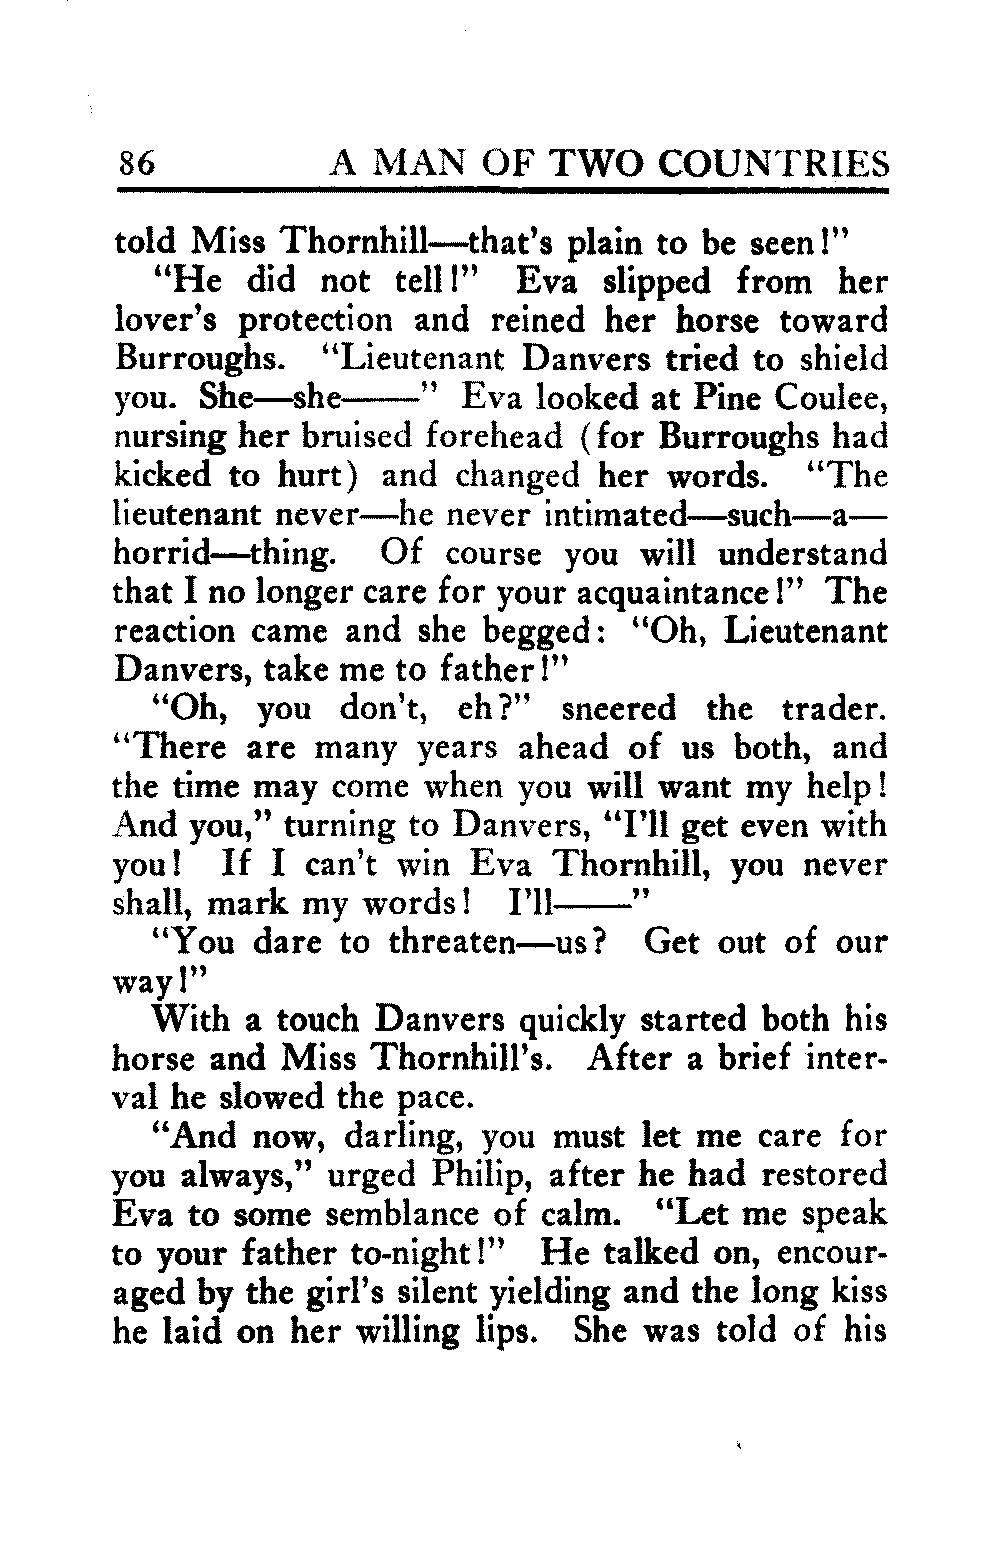 86 A MAN OF TWO COUNTRIES
told Miss Thornhill—that's plain to be seen!"
"He did not tell!" Eva slipped from her
lover's protection and reined her horse toward
Burroughs. "Lieutenant Danvers tried to shield
you. She—she——" Eva looked at Pine Coulee,
nursing her bruised forehead (for Burroughs had
kicked to hurt) and changed her words. "The
lieutenant never—he never intimated—such—a—
horrid—thing. Of course you will understand
that I no longer care for your acquaintance!" The
reaction came and she begged: "Oh, Lieutenant
Danvers, take me to father!"
"Oh, you don't, eh?" sneered the trader.
"There are many years ahead of us both, and
the time may come when you will want my help!
And you," turning to Danvers, "I'll get even with
you! If I can't win Eva Thornhill, you never
shall, mark my words! I'll——"
"You dare to threaten—us? Get out of our
way!"
With a touch Danvers quickly started both his
horse and Miss Thornhill's. After a brief inter-
val he slowed the pace.
"And now, darling, you must let me care for
you always," urged Philip, after he had restored
Eva to some semblance of calm. "Let me speak
to your father to-night!" He talked on, encour-
aged by the girl's silent yielding and the long kiss
he laid on her willing lips. She was told of his